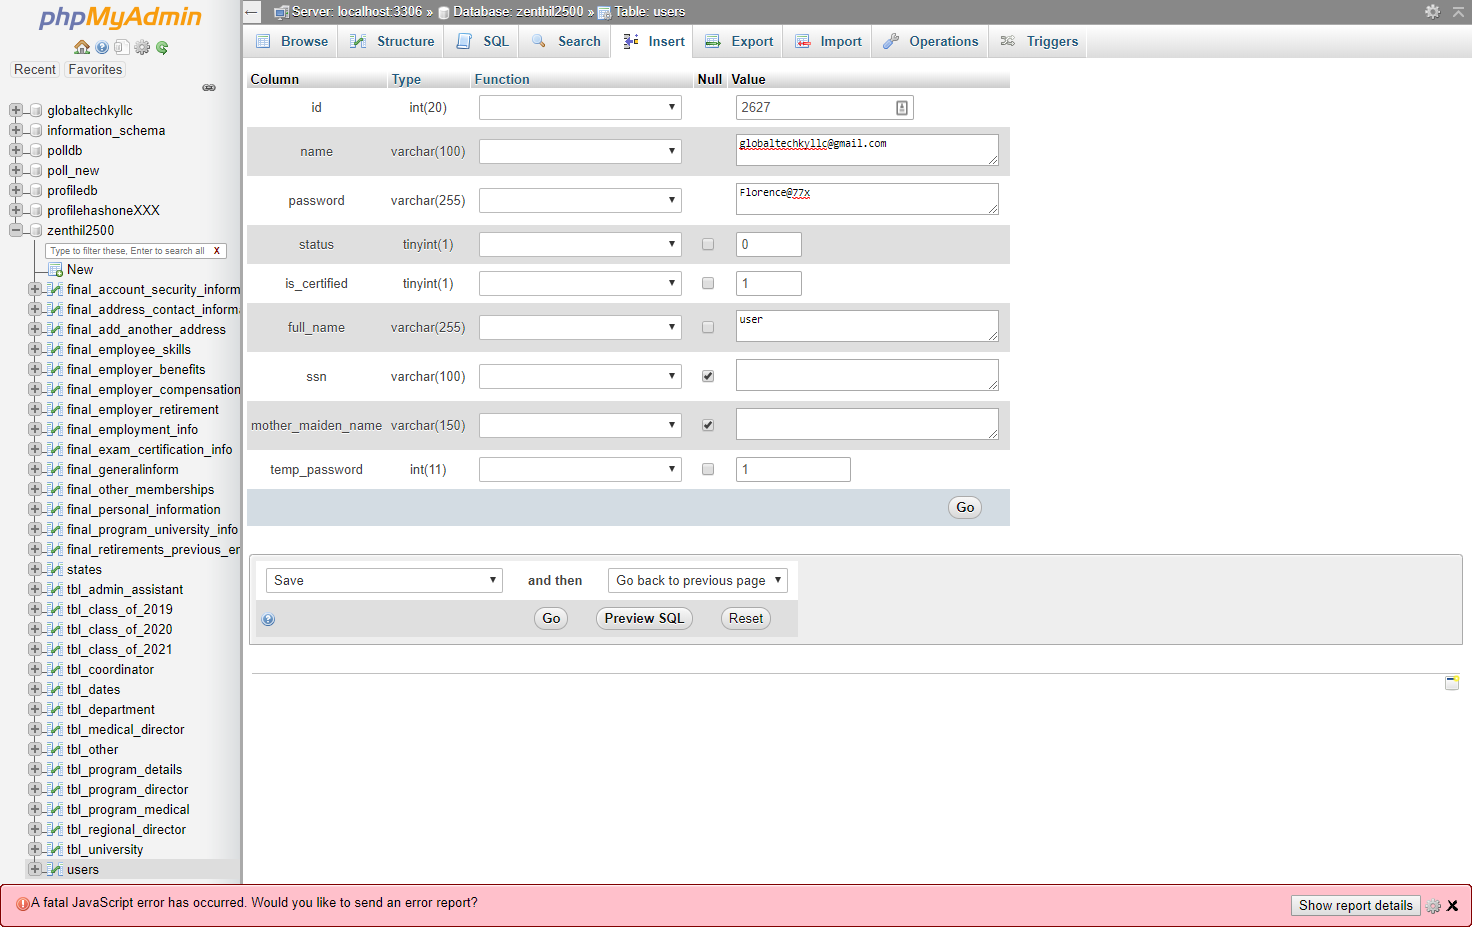 phpMyAdmin
Recent Favorites
globaltechkyllc
information_schema
polldb
poll_new
profiledb
profilehashoneXXX
zenthil2500
Type to filter these, Enter to search all X
New
final_account_security_inform
final_address_contact_informa
final_add_another_address
final_employee_skills
final_employer_benefits
final_employer_compensation
final_employer_retirement
final_employment_info
final_exam_certification_info
final_generalinform
final_other_memberships
final_personal_information
final_program_university_info
final_retirements_previous_er
states
tbl_admin_assistant
tbl_class_of_2019
tbl_class_of_2020
tbl_class_of_2021
tbl_coordinator
tbl_dates
tbl_department
tbl_medical_director
tbl_other
tbl_program_details
tbl_program_director
tbl_program_medical
tbl_regional_director
tbl_university
users
Server: localhost:3306 » Database: zenthil2500 » Table: users
Browse Structure SQL Search Insert Export Import Operations Triggers
Column Type Function Null Value
id int(20) 2627
name varchar(100) globaltechkyllc@gmail.com
password varchar(255) Florence@77x
status tinyint(1) 0
is_certified tinyint(1) 1
full_name varchar(255) user
ssn varchar(100)
mother_maiden_name varchar(150)
temp_password int(11) 1
Go
Save and then Go back to previous page
Go Preview SQL Reset
A fatal JavaScript error has occurred. Would you like to send an error report? Show report details